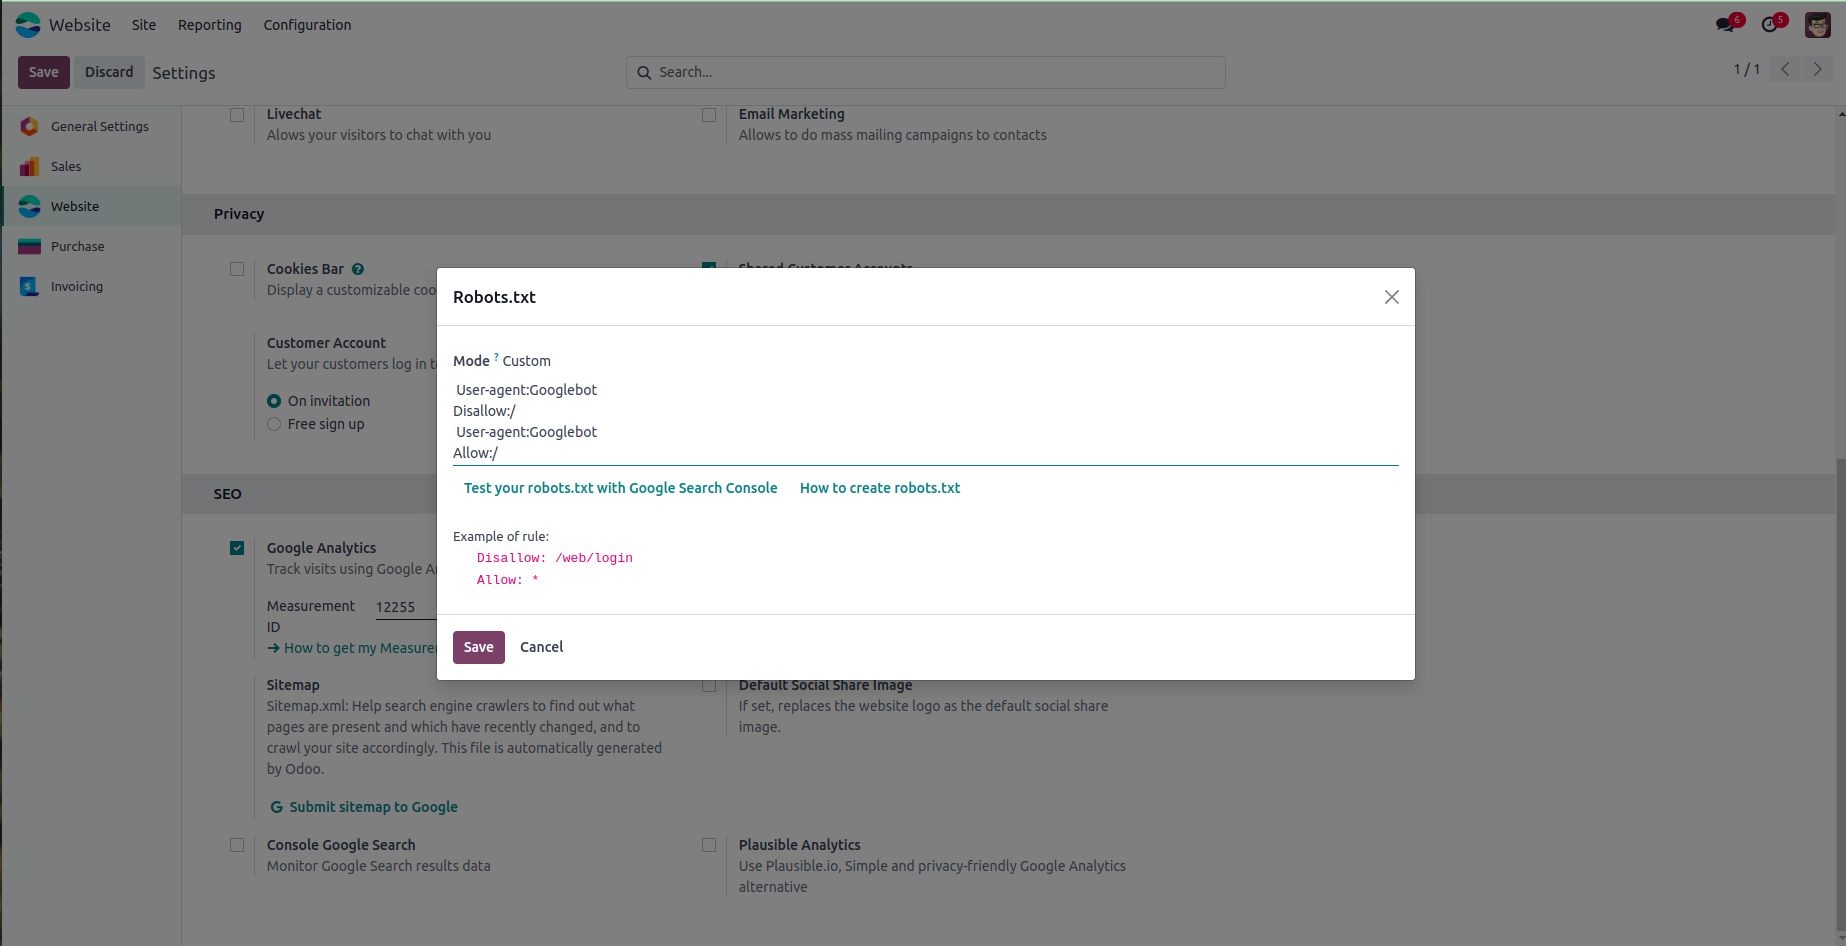 Website Site Reporting Configuration 6 5
Save Discard Settings Search... 1 / 1
General Settings
Sales
Website
Purchase
Invoicing
Livechat
Alows your visitors to chat with you
Email Marketing
Allows to do mass mailing campaigns to contacts
Privacy
Cookies Bar ?
Display a customizable coo
Shared Customer Accounts
Customer Account
Let your customers log in t
On invitation
Free sign up
Robots.txt
Mode ? Custom
User-agent:Googlebot
Disallow:/
User-agent:Googlebot
Allow:/
Test your robots.txt with Google Search Console How to create robots.txt
Example of rule:
Disallow: /web/login
Allow: *
Save Cancel
SEO
Google Analytics
Track visits using Google A
Measurement
ID
12255
How to get my Measure
Sitemap
Sitemap.xml: Help search engine crawlers to find out what
pages are present and which have recently changed, and to
crawl your site accordingly. This file is automatically generated
by Odoo.
Submit sitemap to Google
Default Social Share Image
If set, replaces the website logo as the default social share
image.
Console Google Search
Monitor Google Search results data
Plausible Analytics
Use Plausible.io, Simple and privacy-friendly Google Analytics
alternative